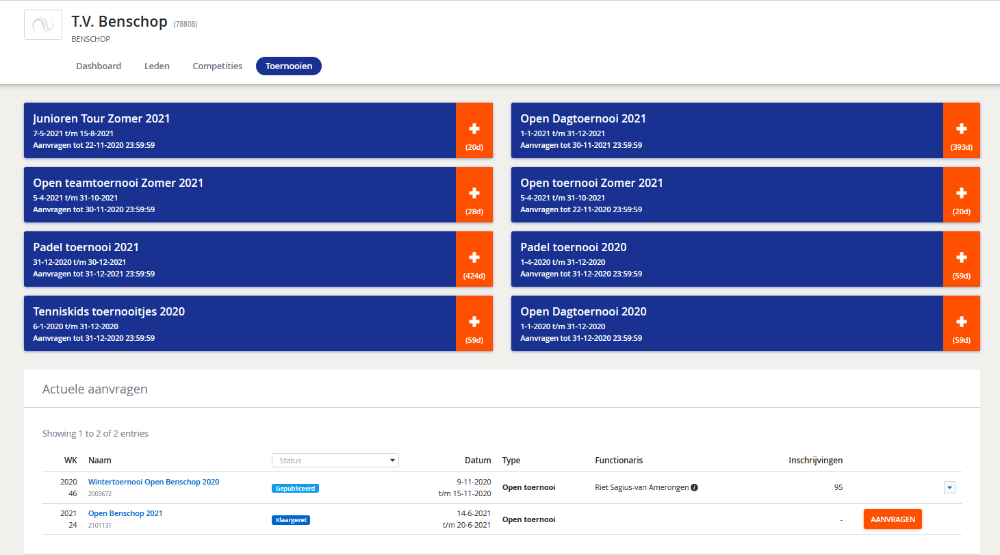 T.V. Benschop (78808)
BENSCHOP
Dashboard Leden Competities Toernooien
Junioren Tour Zomer 2021
7-5-2021 t/m 15-8-2021
Aanvragen tot 22-11-2020 23:59:59
(20d)
Open Dagtoernooi 2021
1-1-2021 t/m 31-12-2021
Aanvragen tot 30-11-2021 23:59:59
(393d)
Open teamtoernooi Zomer 2021
5-4-2021 t/m 31-10-2021
Aanvragen tot 30-11-2020 23:59:59
(28d)
Open toernooi Zomer 2021
5-4-2021 t/m 31-10-2021
Aanvragen tot 22-11-2020 23:59:59
(20d)
Padel toernooi 2021
31-12-2020 t/m 30-12-2021
Aanvragen tot 31-12-2021 23:59:59
(424d)
Padel toernooi 2020
1-4-2020 t/m 31-12-2020
Aanvragen tot 31-12-2020 23:59:59
(59d)
Tenniskids toernooitjes 2020
6-1-2020 t/m 31-12-2020
Aanvragen tot 31-12-2020 23:59:59
(59d)
Open Dagtoernooi 2020
1-1-2020 t/m 31-12-2020
Aanvragen tot 31-12-2020 23:59:59
(59d)
Actuele aanvragen
Showing 1 to 2 of 2 entries
WK Naam Status Datum Type Functionaris Inschrijvingen
2020 Wintertoernooi Open Benschop 2020 9-11-2020
Gepubliceerd Open toernooi Riet Sagius-van Amerongen 95
46 2003672 t/m 15-11-2020
2021 Open Benschop 2021 14-6-2021
Klaargezet Open toernooi - AANVRAGEN
24 2101131 t/m 20-6-2021